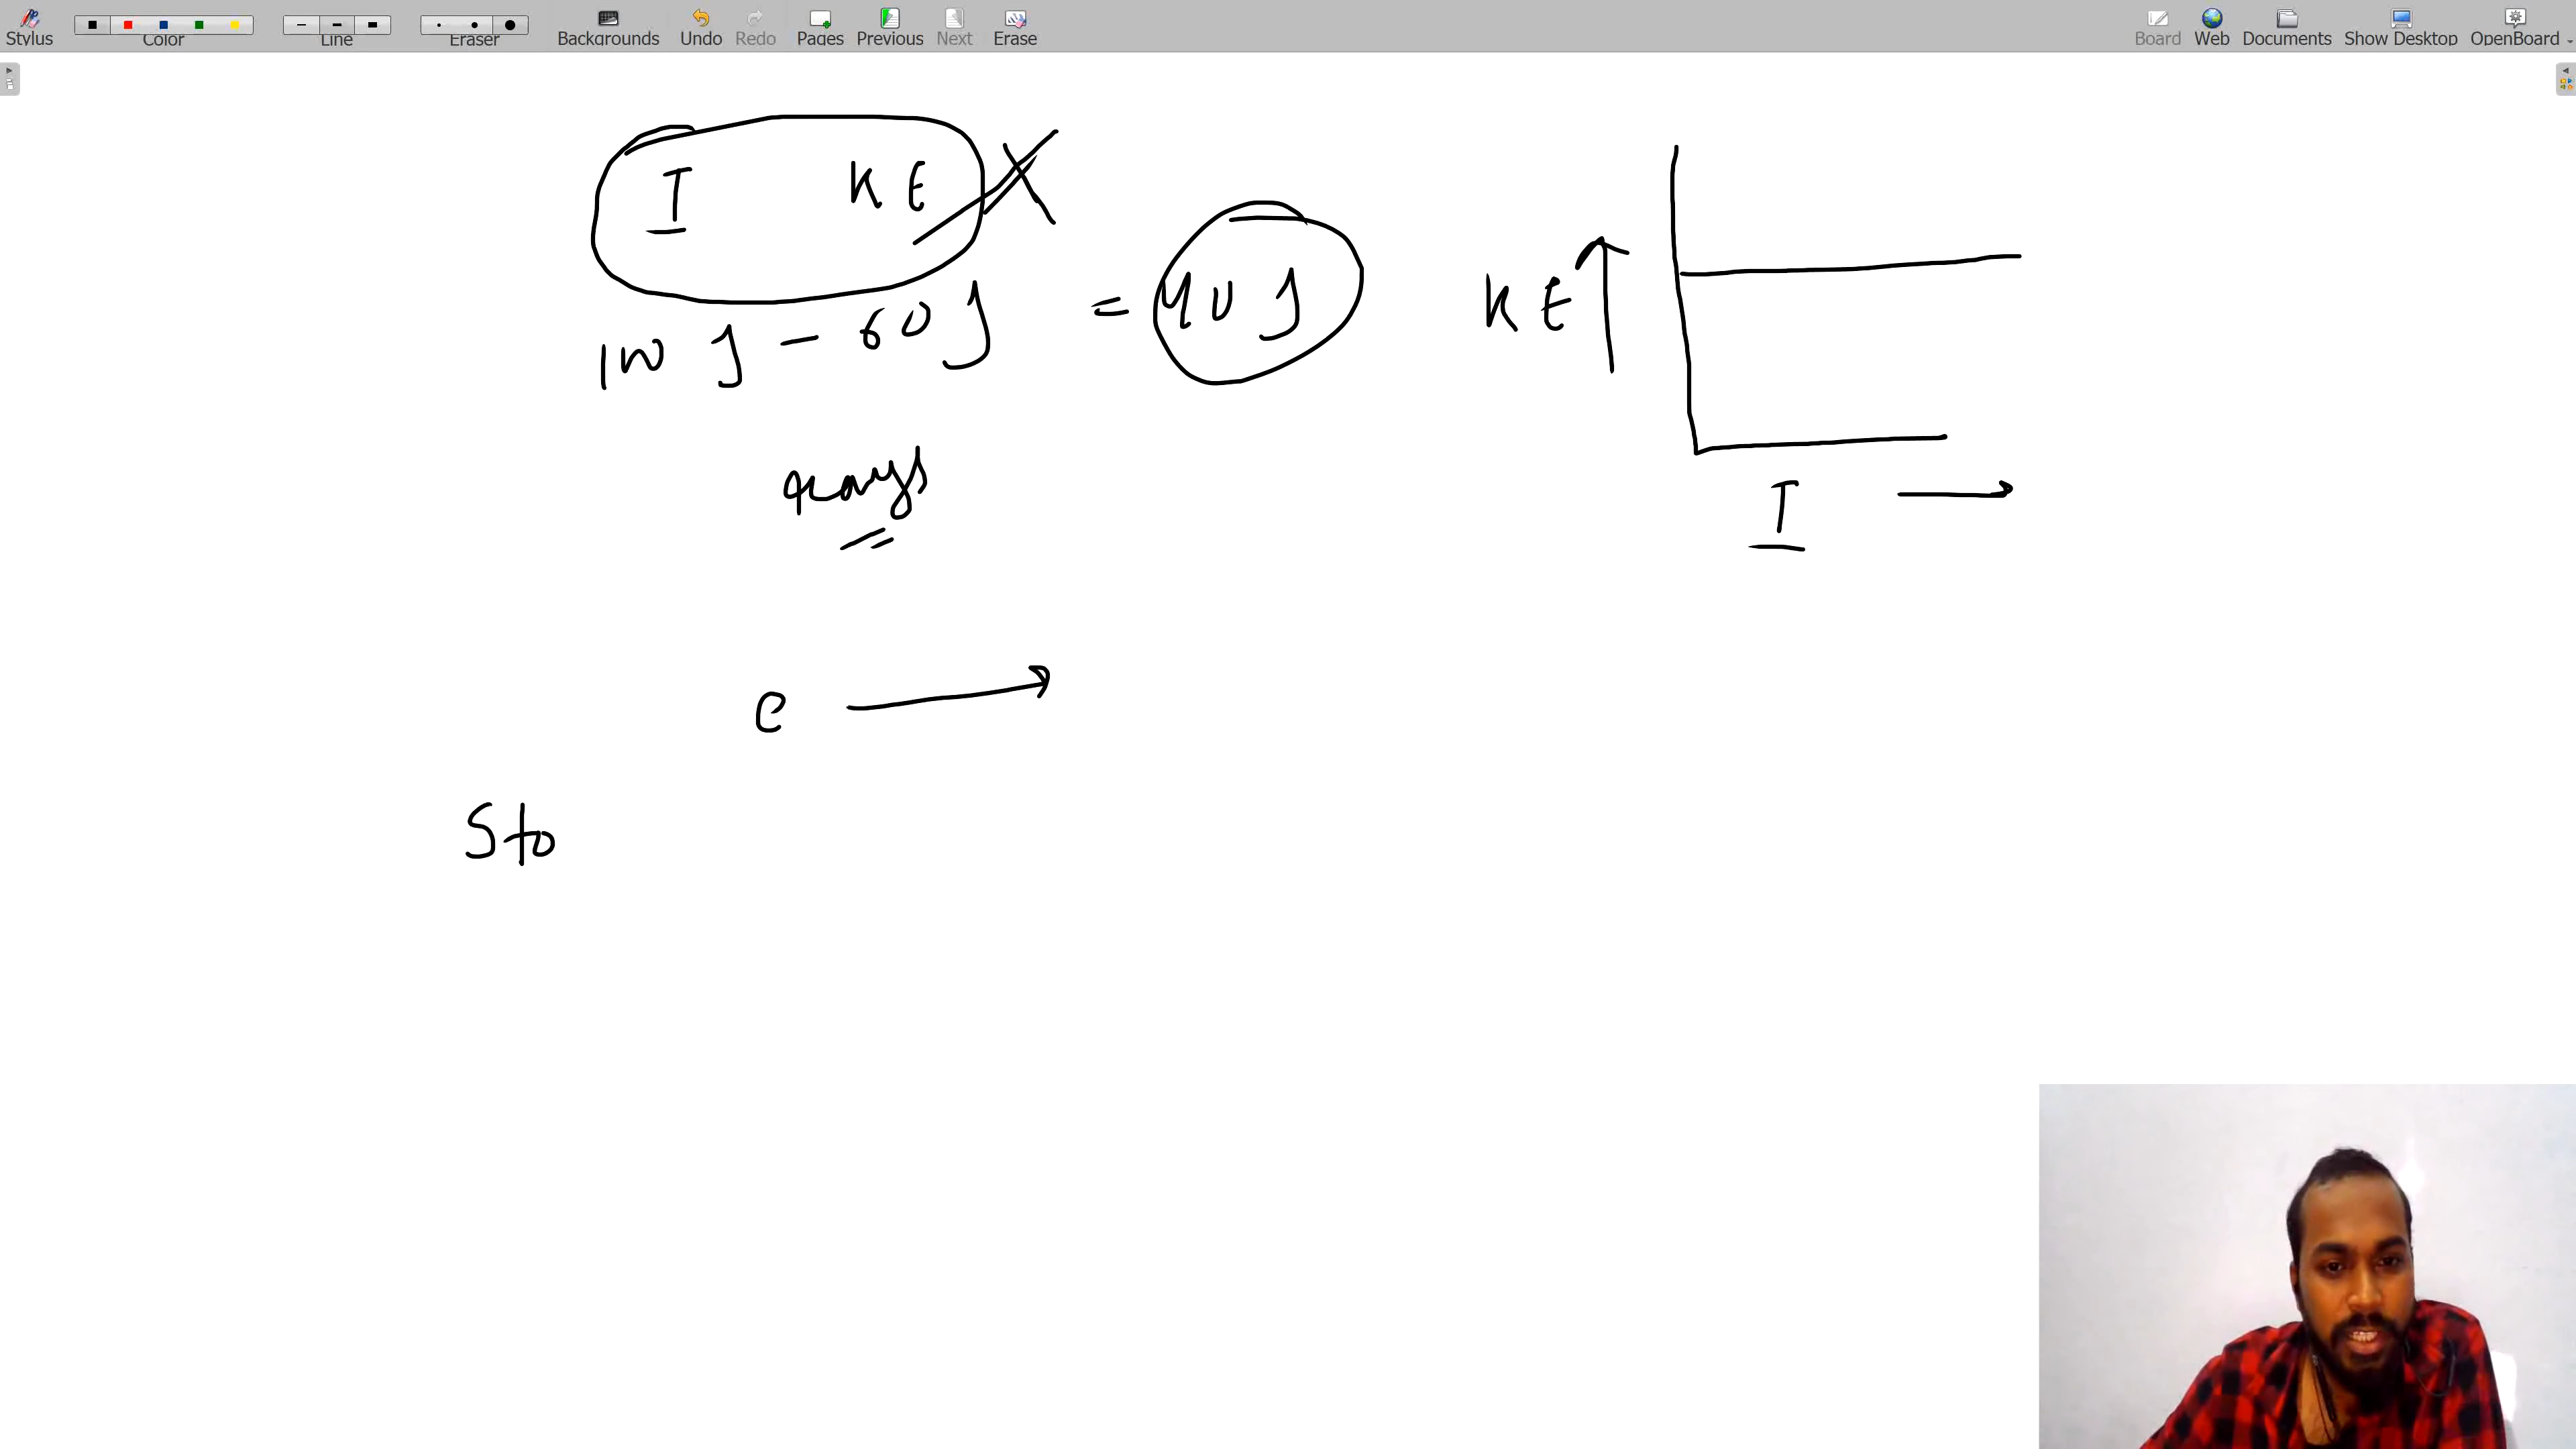 Stylus Color Line Eraser Backgrounds Undo Redo Pages Previous Next Erase Board Web Documents Show Desktop OpenBoard
I KE
100 J - 60 J = 40 J
KE
rays
I
e
Sto